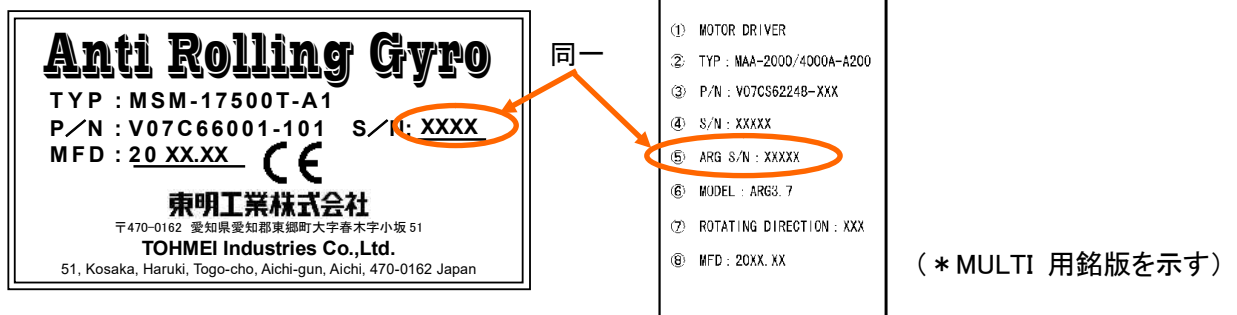 Anti Rolling Gyro
TYP : MSM-17500T-A1
P／N : V07C66001-101 S／N: XXXX
MFD : 20 XX.XX CE
東明工業株式会社
〒470-0162 愛知県愛知郡東郷町大字春木字小坂 51
TOHMEI Industries Co.,Ltd.
51, Kosaka, Haruki, Togo-cho, Aichi-gun, Aichi, 470-0162 Japan
同一
① MOTOR DRIVER
② TYP : MAA-2000/4000A-A200
③ P/N : V07CS62248-XXX
④ S/N : XXXXX
⑤ ARG S/N : XXXXX
⑥ MODEL : ARG3.7
⑦ ROTATING DIRECTION : XXX
⑧ MFD : 20XX.XX
（＊MULTI 用銘版を示す）